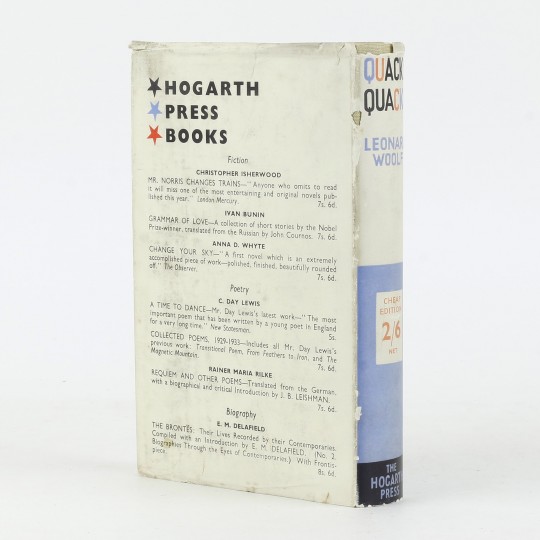 HOGARTH
PRESS
BOOKS
Fiction
CHRISTOPHER ISHERWOOD
MR. NORRIS CHANGES TRAINS—"Anyone who omits to read
it will miss one of the most entertaining and original novels pub-
lished this year." London Mercury. 7s. 6d.
IVAN BUNIN
GRAMMAR OF LOVE—A collection of short stories by the Nobel
Prize-winner, translated from the Russian by John Cournos. 7s. 6d.
ANNA D. WHYTE
CHANGE YOUR SKY—"A first novel which is an extremely
accomplished piece of work—polished, finished, beautifully rounded
off." The Observer. 7s. 6d.
Poetry
C. DAY LEWIS
A TIME TO DANCE—Mr. Day Lewis's latest work—"The most
important poem that has been written by a young poet in England
for a very long time." New Statesman. 5s.
COLLECTED POEMS, 1929-1933—Includes all Mr. Day Lewis's
previous work: Transitional Poem, From Feathers to Iron, and The
Magnetic Mountain. 7s. 6d.
RAINER MARIA RILKE
REQUIEM AND OTHER POEMS—Translated from the German,
with a biographical and critical Introduction by J. B. LEISHMAN.
7s. 6d.
Biography
E. M. DELAFIELD
THE BRONTËS: Their Lives Recorded by their Contemporaries.
Compiled with an Introduction by E. M. DELAFIELD. (No. 2.
Biographies Through the Eyes of Contemporaries.) With Frontis-
piece. 8s. 6d.
QUACK
QUACK
LEONARD
WOOLF
CHEAP
EDITION
2/6
NET
THE
HOGARTH
PRESS